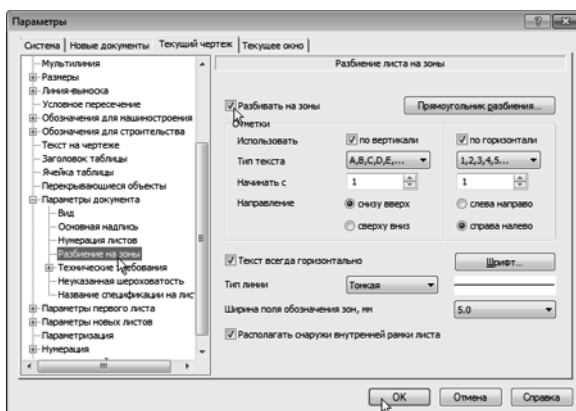 Параметры
Система Новые документы Текущий чертеж Текущее окно
Мультилиния
Размеры
Линия-выноска
Условное пересечение
Обозначения для машиностроения
Обозначения для строительства
Текст на чертеже
Заголовок таблицы
Ячейка таблицы
Перекрывающиеся объекты
Параметры документа
Вид
Основная надпись
Нумерация листов
Разбиение на зоны
Технические требования
Неуказанная шероховатость
Название спецификации на лис
Параметры первого листа
Параметры новых листов
Параметризация
Нумерация
Разбиение листа на зоны
Разбивать на зоны Прямоугольник разбиения...
Отметки
Использовать по вертикали по горизонтали
Тип текста A,B,C,D,E,... 1,2,3,4,5...
Начинать с 1 1
Направление снизу вверх слева направо
сверху вниз справа налево
Текст всегда горизонтально Шрифт...
Тип линии Тонкая
Ширина поля обозначения зон, мм 5.0
Располагать снаружи внутренней рамки листа
OK Отмена Справка